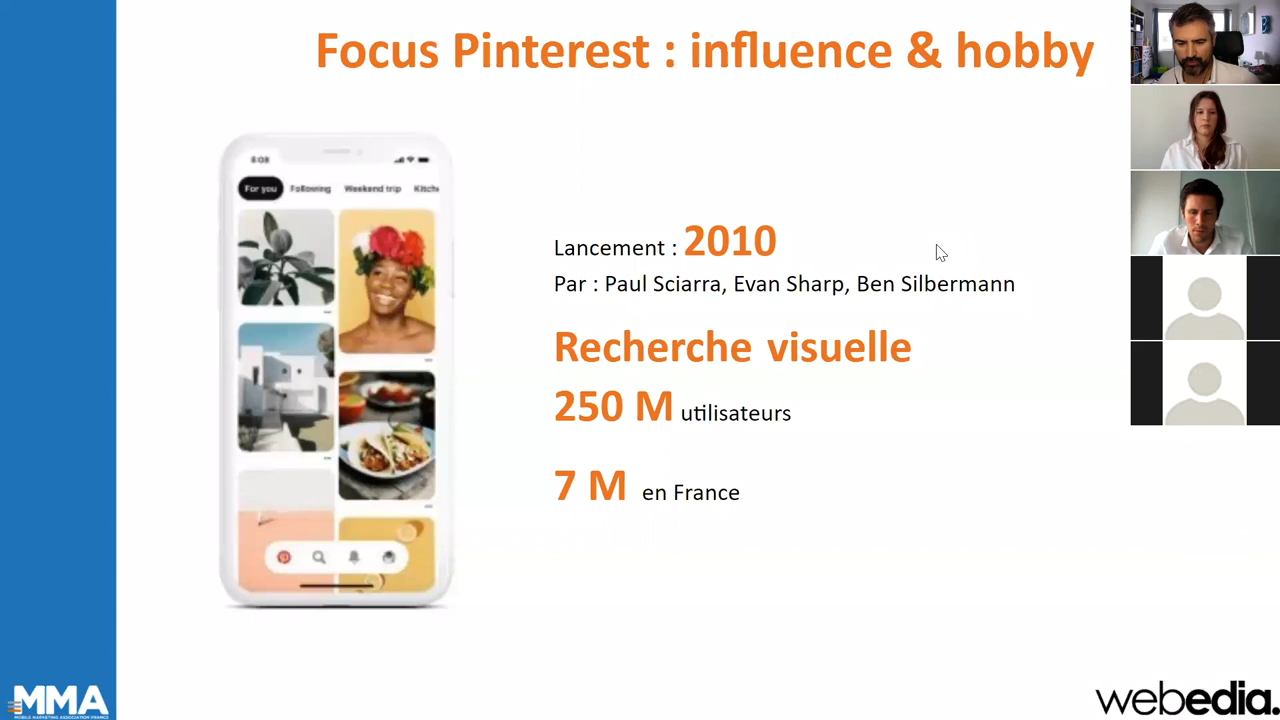 Focus Pinterest : influence & hobby
8:08
For you Following Weekend trip Kitche
Lancement : 2010
Par : Paul Sciarra, Evan Sharp, Ben Silbermann
Recherche visuelle
250 M utilisateurs
7 M en France
MMA
MOBILE MARKETING ASSOCIATION FRANCE
webedia.